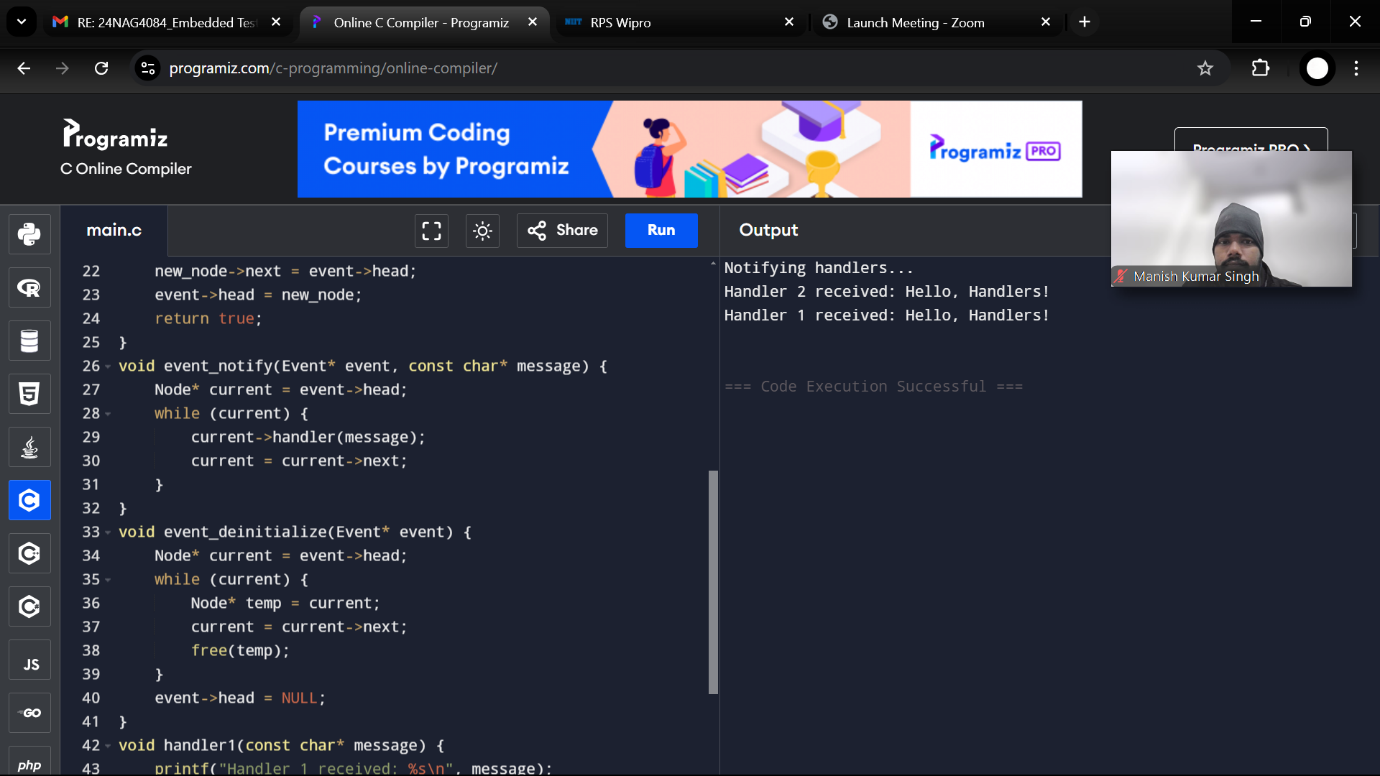 RE: 24NAG4084_Embedded Tes
Online C Compiler - Programiz
NIIT RPS Wipro
Launch Meeting - Zoom
programiz.com/c-programming/online-compiler/
Programiz
C Online Compiler
Premium Coding
Courses by Programiz
Programiz PRO
Programiz PRO
main.c
Share
Run
Output
22 new_node->next = event->head;
23 event->head = new_node;
24 return true;
25 }
26 void event_notify(Event* event, const char* message) {
27 Node* current = event->head;
28 while (current) {
29 current->handler(message);
30 current = current->next;
31 }
32 }
33 void event_deinitialize(Event* event) {
34 Node* current = event->head;
35 while (current) {
36 Node* temp = current;
37 current = current->next;
38 free(temp);
39 }
40 event->head = NULL;
41 }
42 void handler1(const char* message) {
43 printf("Handler 1 received: %s\n", message);
Notifying handlers...
Handler 2 received: Hello, Handlers!
Handler 1 received: Hello, Handlers!
=== Code Execution Successful ===
Manish Kumar Singh
R
5
C
C
C
JS
GO
php